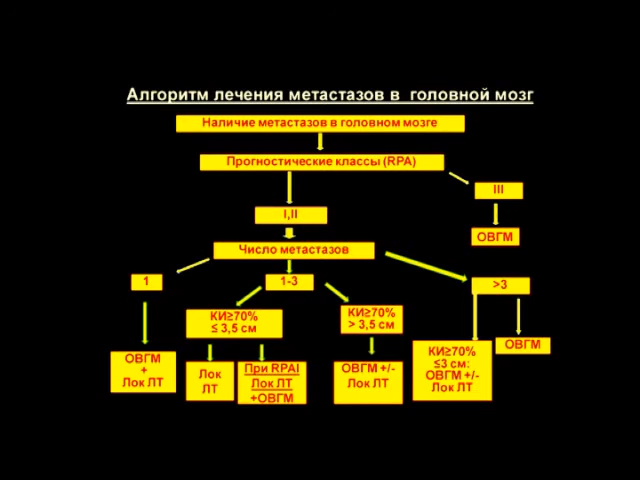 Алгоритм лечения метастазов в головной мозг
Наличие метастазов в головном мозге
Прогностические классы (RPA)
III
I,II
ОВГМ
Число метастазов
1
1-3
>3
КИ≥70%
≤ 3,5 см
КИ≥70%
> 3,5 см
ОВГМ
ОВГМ
+
Лок ЛТ
Лок
ЛТ
При RPAI
Лок ЛТ
+ОВГМ
ОВГМ +/-
Лок ЛТ
КИ≥70%
≤3 см:
ОВГМ +/-
Лок ЛТ